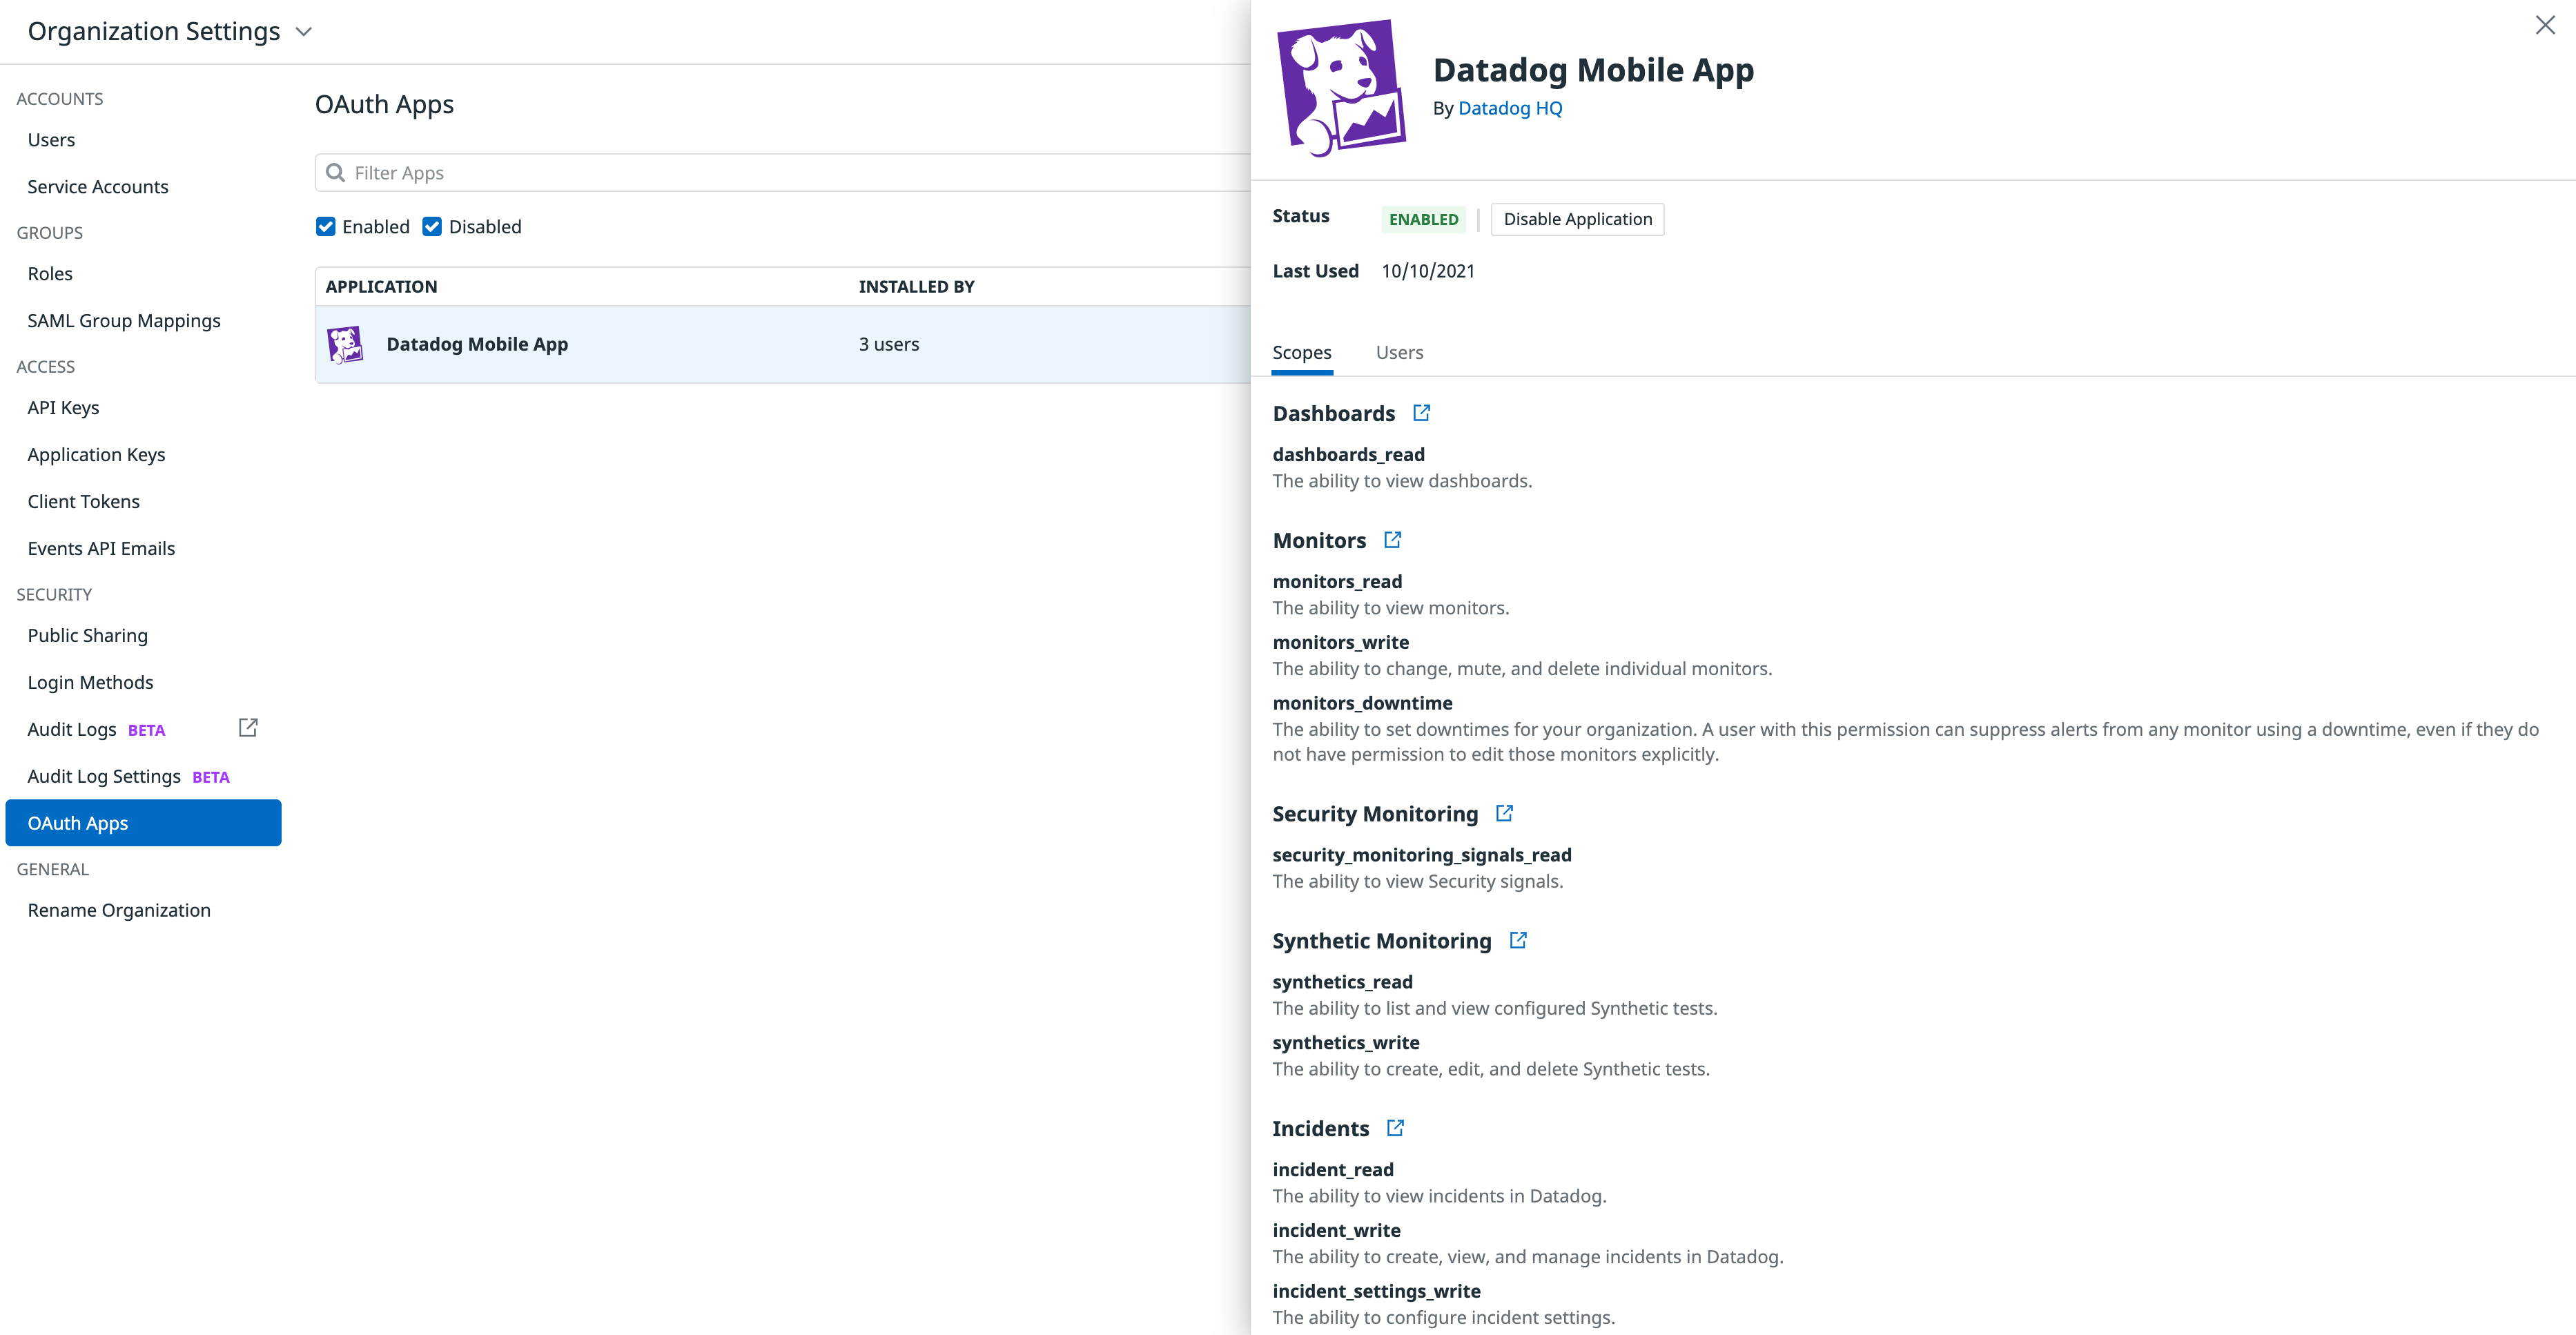 Organization Settings
ACCOUNTS
Users
Service Accounts
GROUPS
Roles
SAML Group Mappings
ACCESS
API Keys
Application Keys
Client Tokens
Events API Emails
SECURITY
Public Sharing
Login Methods
Audit Logs BETA
Audit Log Settings BETA
OAuth Apps
GENERAL
Rename Organization
OAuth Apps
Filter Apps
Enabled Disabled
APPLICATION INSTALLED BY
Datadog Mobile App 3 users
Datadog Mobile App
By Datadog HQ
Status ENABLED Disable Application
Last Used 10/10/2021
Scopes Users
Dashboards
dashboards_read
The ability to view dashboards.
Monitors
monitors_read
The ability to view monitors.
monitors_write
The ability to change, mute, and delete individual monitors.
monitors_downtime
The ability to set downtimes for your organization. A user with this permission can suppress alerts from any monitor using a downtime, even if they do
not have permission to edit those monitors explicitly.
Security Monitoring
security_monitoring_signals_read
The ability to view Security signals.
Synthetic Monitoring
synthetics_read
The ability to list and view configured Synthetic tests.
synthetics_write
The ability to create, edit, and delete Synthetic tests.
Incidents
incident_read
The ability to view incidents in Datadog.
incident_write
The ability to create, view, and manage incidents in Datadog.
incident_settings_write
The ability to configure incident settings.